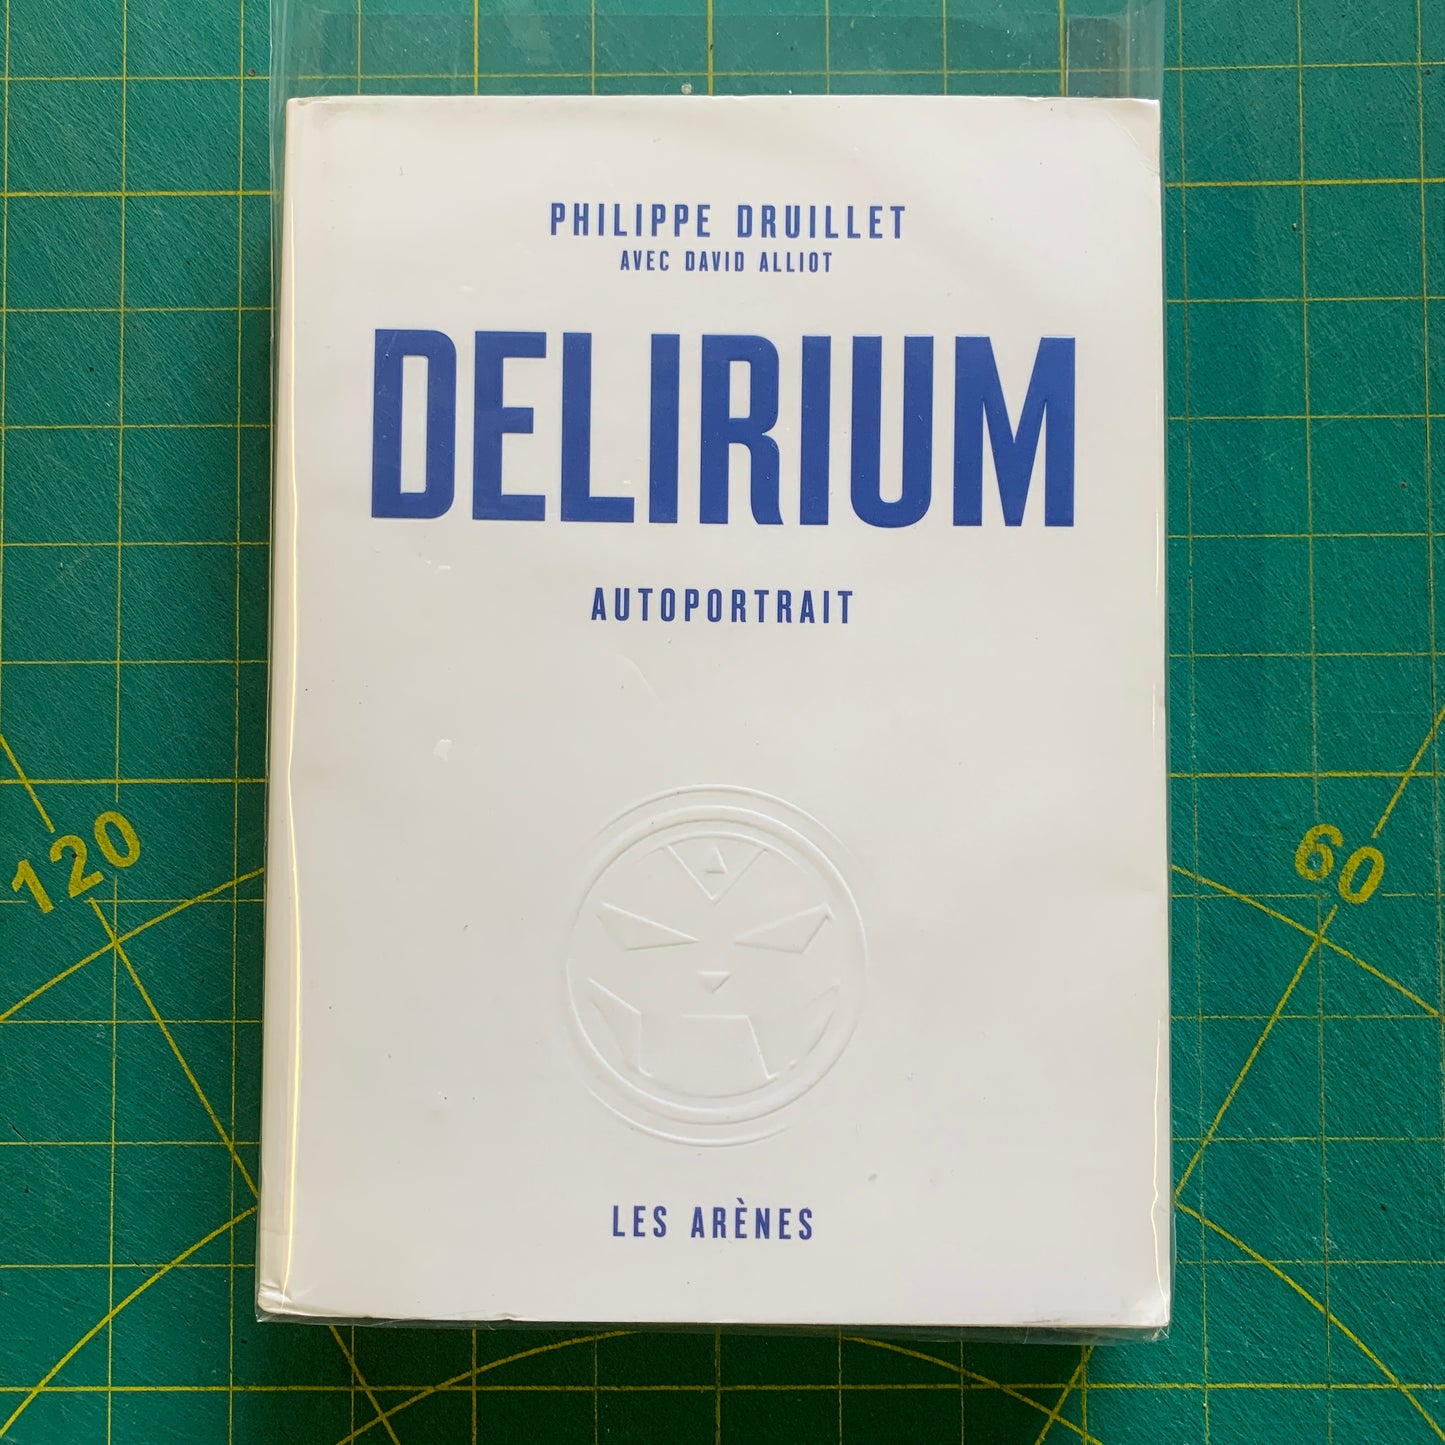 PHILIPPE DRUILLET
AVEC DAVID ALLIOT
DELIRIUM
AUTOPORTRAIT
120
60
LES ARÈNES